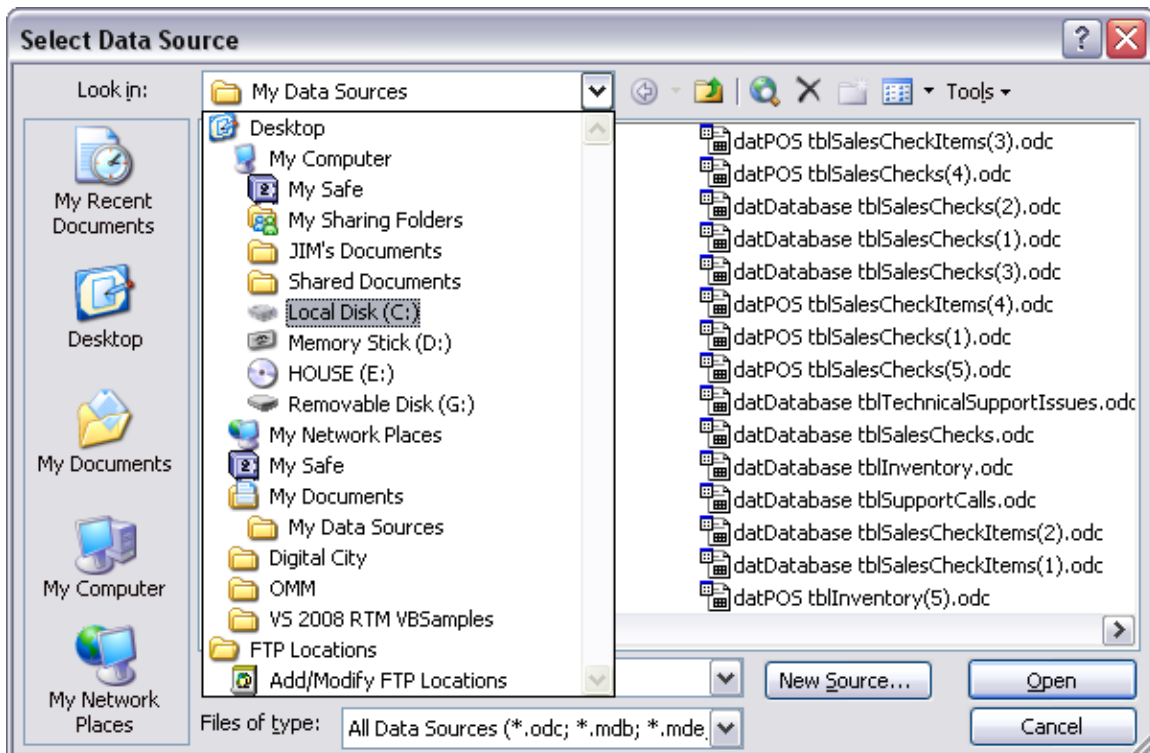 Select Data Source
Look in:
My Data Sources
Tools
My Recent
Documents
Desktop
My Documents
My Computer
My Network
Places
Desktop
My Computer
My Safe
My Sharing Folders
JIM's Documents
Shared Documents
Local Disk (C:)
Memory Stick (D:)
HOUSE (E:)
Removable Disk (G:)
My Network Places
My Safe
My Documents
My Data Sources
Digital City
OMM
VS 2008 RTM VBSamples
FTP Locations
Add/Modify FTP Locations
datPOS tblSalesCheckItems(3).odc
datPOS tblSalesChecks(4).odc
datDatabase tblSalesChecks(2).odc
datDatabase tblSalesChecks(1).odc
datDatabase tblSalesChecks(3).odc
datPOS tblSalesCheckItems(4).odc
datPOS tblSalesChecks(1).odc
datPOS tblSalesChecks(5).odc
datDatabase tblTechnicalSupportIssues.odc
datDatabase tblSalesChecks.odc
datDatabase tblInventory.odc
datDatabase tblSupportCalls.odc
datDatabase tblSalesCheckItems(2).odc
datDatabase tblSalesCheckItems(1).odc
datPOS tblInventory(5).odc
New Source...
Open
Files of type:
All Data Sources (*.odc; *.mdb; *.mde
Cancel